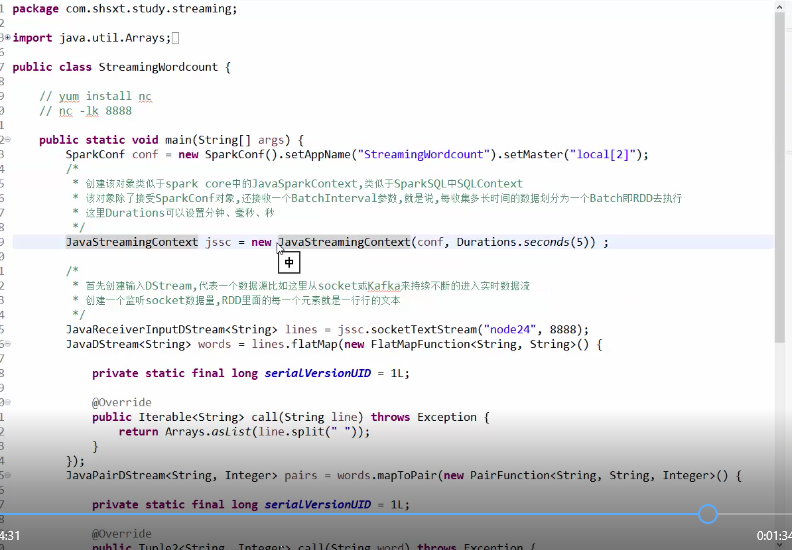 package com.shsxt.study.streaming;
import java.util.Arrays;
public class StreamingWordcount {
// yum install nc
// nc -lk 8888
public static void main(String[] args) {
SparkConf conf = new SparkConf().setAppName("StreamingWordcount").setMaster("local[2]");
/*
* 创建该对象类似于spark core中的JavaSparkContext,类似于SparkSQL中SQLContext
* 该对象除了接受SparkConf对象,还接收一个BatchInterval参数,就是说,每收集多长时间的数据划分为一个Batch即RDD去执行
* 这里Durations可以设置分钟、毫秒、秒
*/
JavaStreamingContext jssc = new JavaStreamingContext(conf, Durations.seconds(5)) ;
中
/*
* 首先创建输入DStream,代表一个数据源比如这里从socket或Kafka来持续不断的进入实时数据流
* 创建一个监听socket数据量,RDD里面的每一个元素就是一行行的文本
*/
JavaReceiverInputDStream<String> lines = jssc.socketTextStream("node24", 8888);
JavaDStream<String> words = lines.flatMap(new FlatMapFunction<String, String>() {
private static final long serialVersionUID = 1L;
@Override
public Iterable<String> call(String line) throws Exception {
return Arrays.asList(line.split(" "));
}
});
JavaPairDStream<String, Integer> pairs = words.mapToPair(new PairFunction<String, String, Integer>() {
private static final long serialVersionUID = 1L;
4:31
0:01:34
@Override
public Tuple2<String, Integer> call(String word) throws Exception {